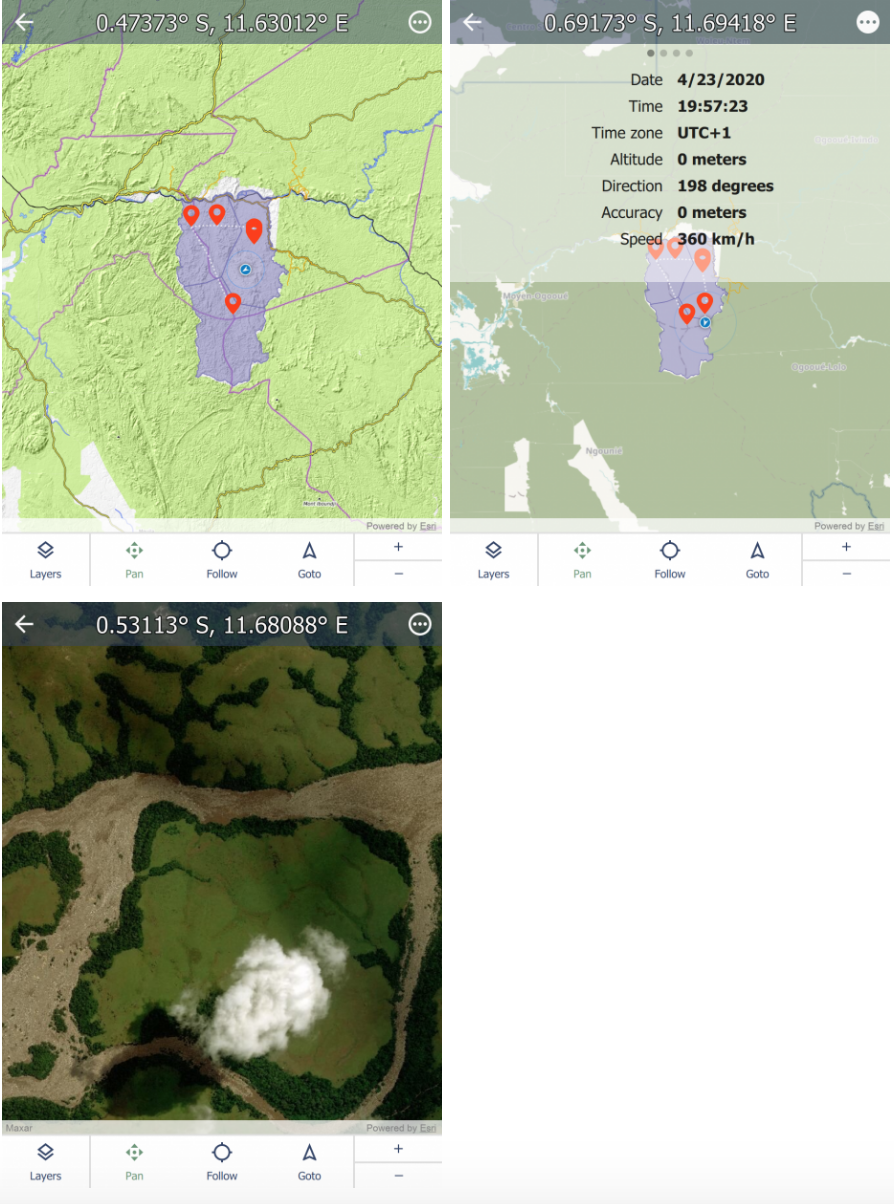 0.47373° S, 11.63012° E
Mont Iboundji
Powered by Esri
Layers
Pan
Follow
Goto
+
−
0.69173° S, 11.69418° E
Date 4/23/2020
Time 19:57:23
Time zone UTC+1
Altitude 0 meters
Direction 198 degrees
Accuracy 0 meters
Speed 360 km/h
Ogooué-Ivindo
Moyen-Ogooué
Ogooué-Lolo
Ngounié
Powered by Esri
Layers
Pan
Follow
Goto
+
−
0.53113° S, 11.68088° E
Maxar
Powered by Esri
Layers
Pan
Follow
Goto
+
−